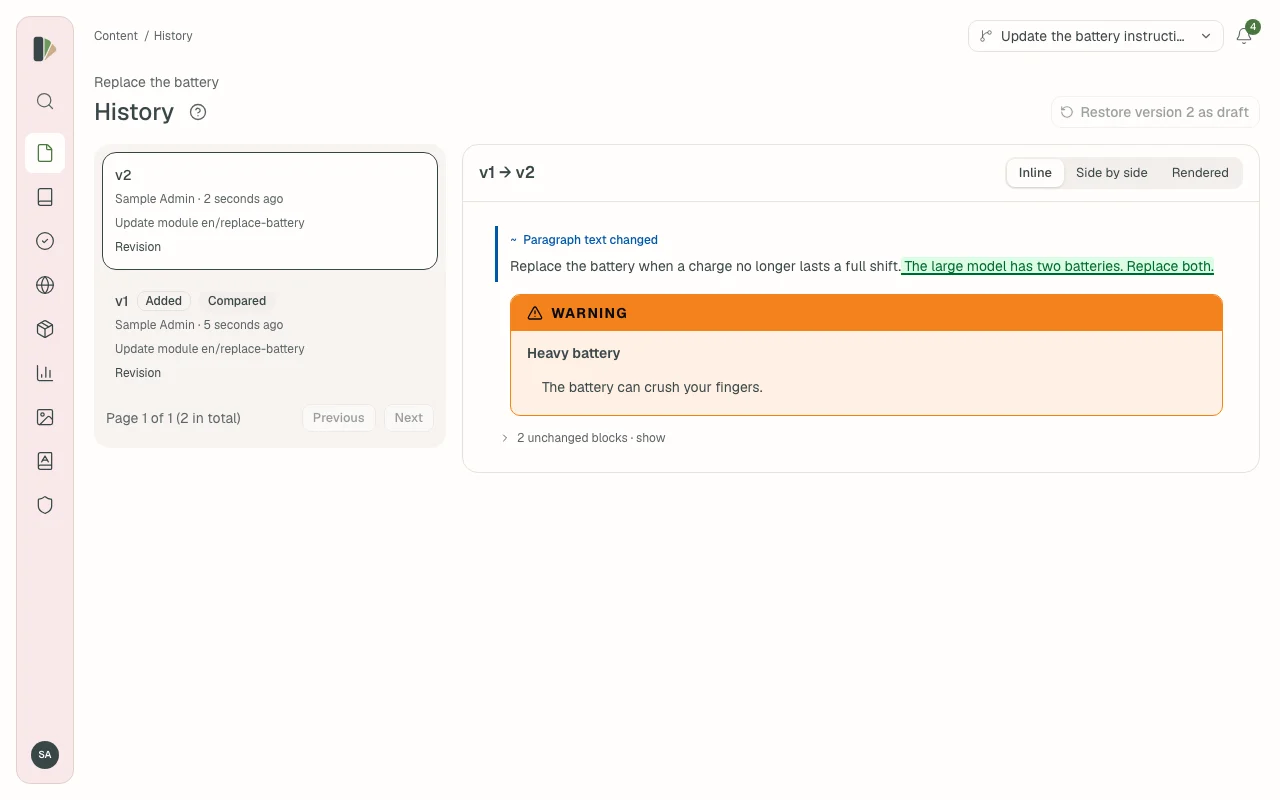 Content / History
Update the battery instructi...
4
Replace the battery
History
Restore version 2 as draft
v2
Sample Admin · 2 seconds ago
Update module en/replace-battery
Revision
v1 Added Compared
Sample Admin · 5 seconds ago
Update module en/replace-battery
Revision
Page 1 of 1 (2 in total)
Previous
Next
v1 → v2
Inline
Side by side
Rendered
~ Paragraph text changed
Replace the battery when a charge no longer lasts a full shift. The large model has two batteries. Replace both.
WARNING
Heavy battery
The battery can crush your fingers.
2 unchanged blocks · show
SA